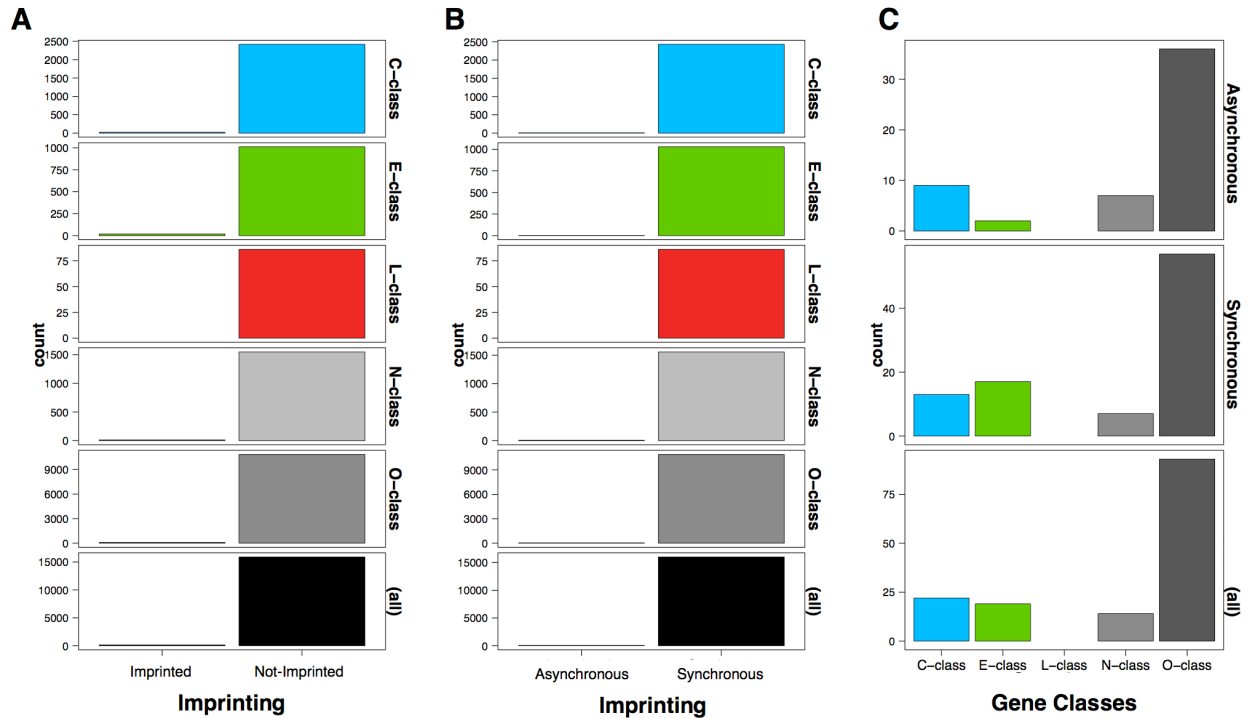 A
B
C
2500
2000
1500
1000
500
0
C-class
1000
750
500
250
0
E-class
75
50
25
0
L-class
1500
1000
500
0
N-class
9000
6000
3000
0
O-class
15000
10000
5000
0
(all)
count
Imprinted
Not-Imprinted
Imprinting
2500
2000
1500
1000
500
0
C-class
1000
750
500
250
0
E-class
75
50
25
0
L-class
1500
1000
500
0
N-class
9000
6000
3000
0
O-class
15000
10000
5000
0
(all)
count
Asynchronous
Synchronous
Imprinting
30
20
10
0
Asynchronous
40
20
0
Synchronous
75
50
25
0
(all)
count
C-class
E-class
L-class
N-class
O-class
Gene Classes